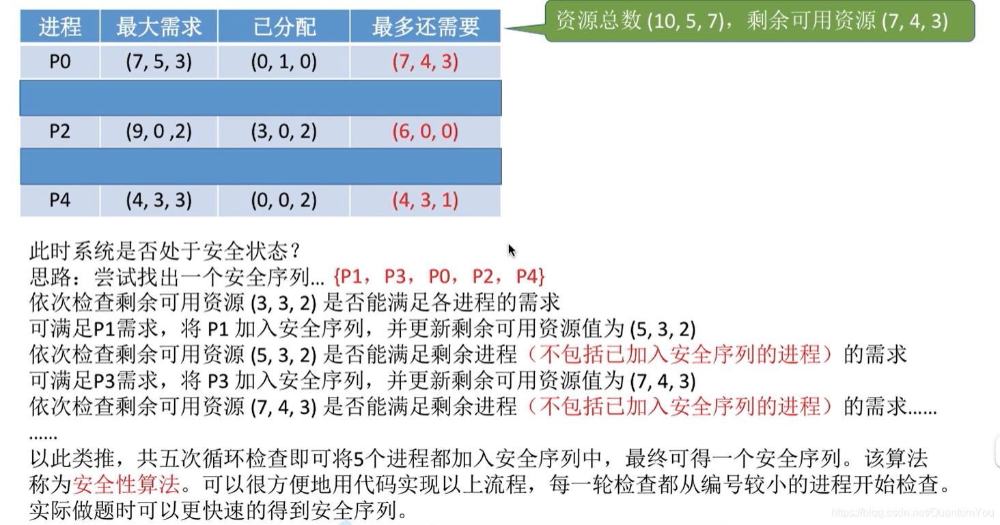 进程 最大需求 已分配 最多还需要
资源总数 (10, 5, 7)，剩余可用资源 (7, 4, 3)
P0 (7, 5, 3) (0, 1, 0) (7, 4, 3)
P2 (9, 0 ,2) (3, 0, 2) (6, 0, 0)
P4 (4, 3, 3) (0, 0, 2) (4, 3, 1)
此时系统是否处于安全状态？
思路：尝试找出一个安全序列... {P1，P3，P0，P2，P4}
依次检查剩余可用资源 (3, 3, 2) 是否能满足各进程的需求
可满足P1需求，将 P1 加入安全序列，并更新剩余可用资源值为 (5, 3, 2)
依次检查剩余可用资源 (5, 3, 2) 是否能满足剩余进程（不包括已加入安全序列的进程）的需求
可满足P3需求，将 P3 加入安全序列，并更新剩余可用资源值为 (7, 4, 3)
依次检查剩余可用资源 (7, 4, 3) 是否能满足剩余进程（不包括已加入安全序列的进程）的需求......
......
以此类推，共五次循环检查即可将5个进程都加入安全序列中，最终可得一个安全序列。该算法
称为安全性算法。可以很方便地用代码实现以上流程，每一轮检查都从编号较小的进程开始检查。
实际做题时可以更快速的得到安全序列。
https://blog.csdn.net/QuantumYou